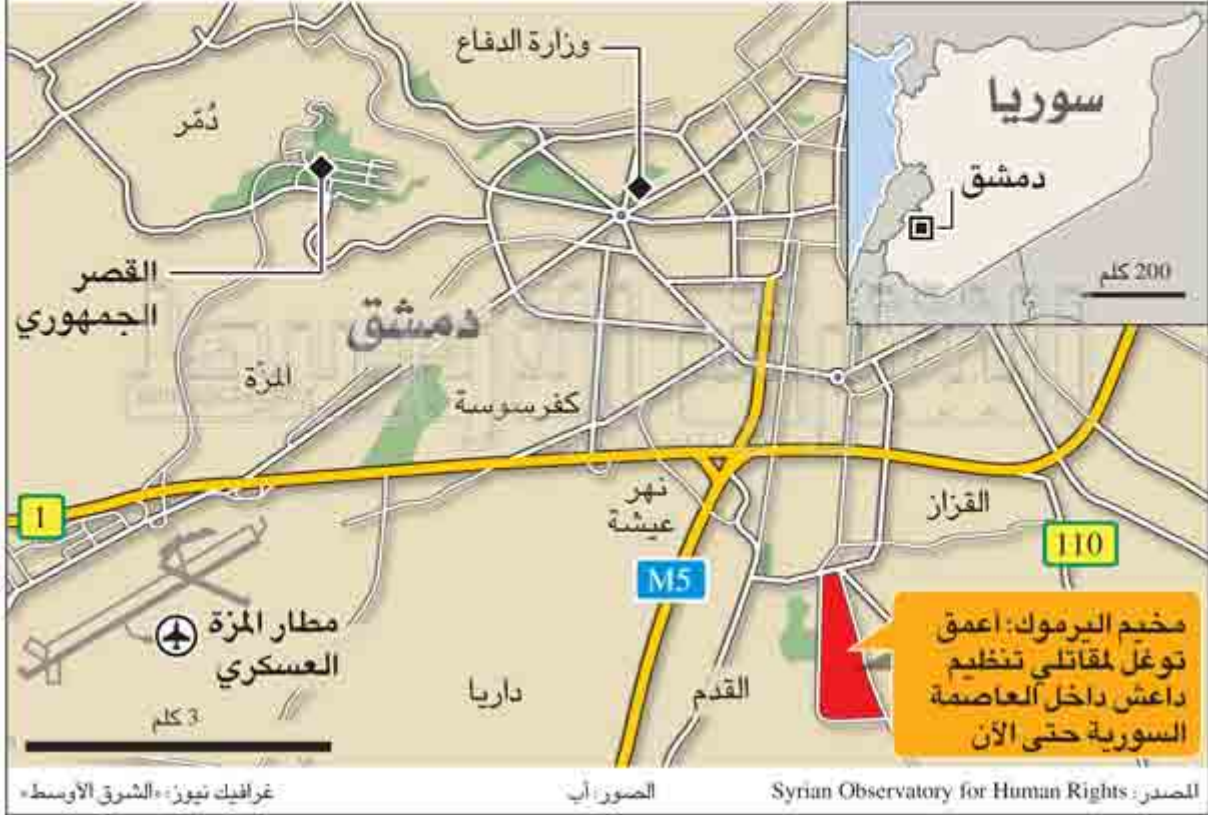 وزارة الدفاع
دُمّر
القصر
الجمهوري
دمشق
المزّة
كفرسوسة
سوريا
دمشق
200 كلم
نهر
عيشة
القزاز
1
110
M5
مطار المزة
العسكري
داريا
القدم
3 كلم
مخيم اليرموك: أعمق
توغل لمقاتلي تنظيم
داعش داخل العاصمة
السورية حتى الآن
المصدر: Syrian Observatory for Human Rights
الصور: أب
غرافيك نيوز: «الشرق الأوسط»